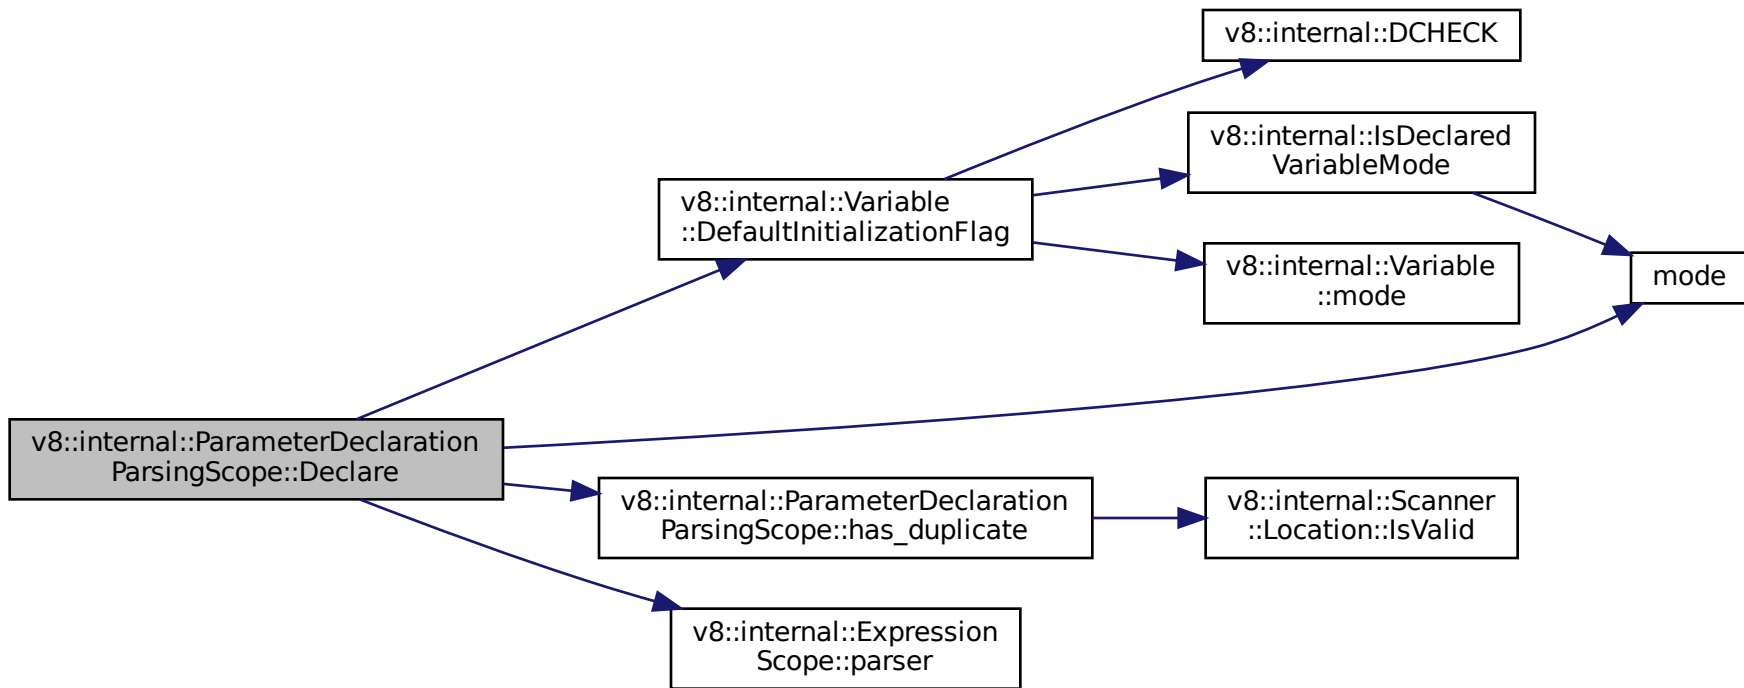 v8::internal::DCHECK
v8::internal::IsDeclared
VariableMode
v8::internal::Variable
::DefaultInitializationFlag
v8::internal::Variable
::mode
mode
v8::internal::ParameterDeclaration
ParsingScope::Declare
v8::internal::ParameterDeclaration
ParsingScope::has_duplicate
v8::internal::Scanner
::Location::IsValid
v8::internal::Expression
Scope::parser